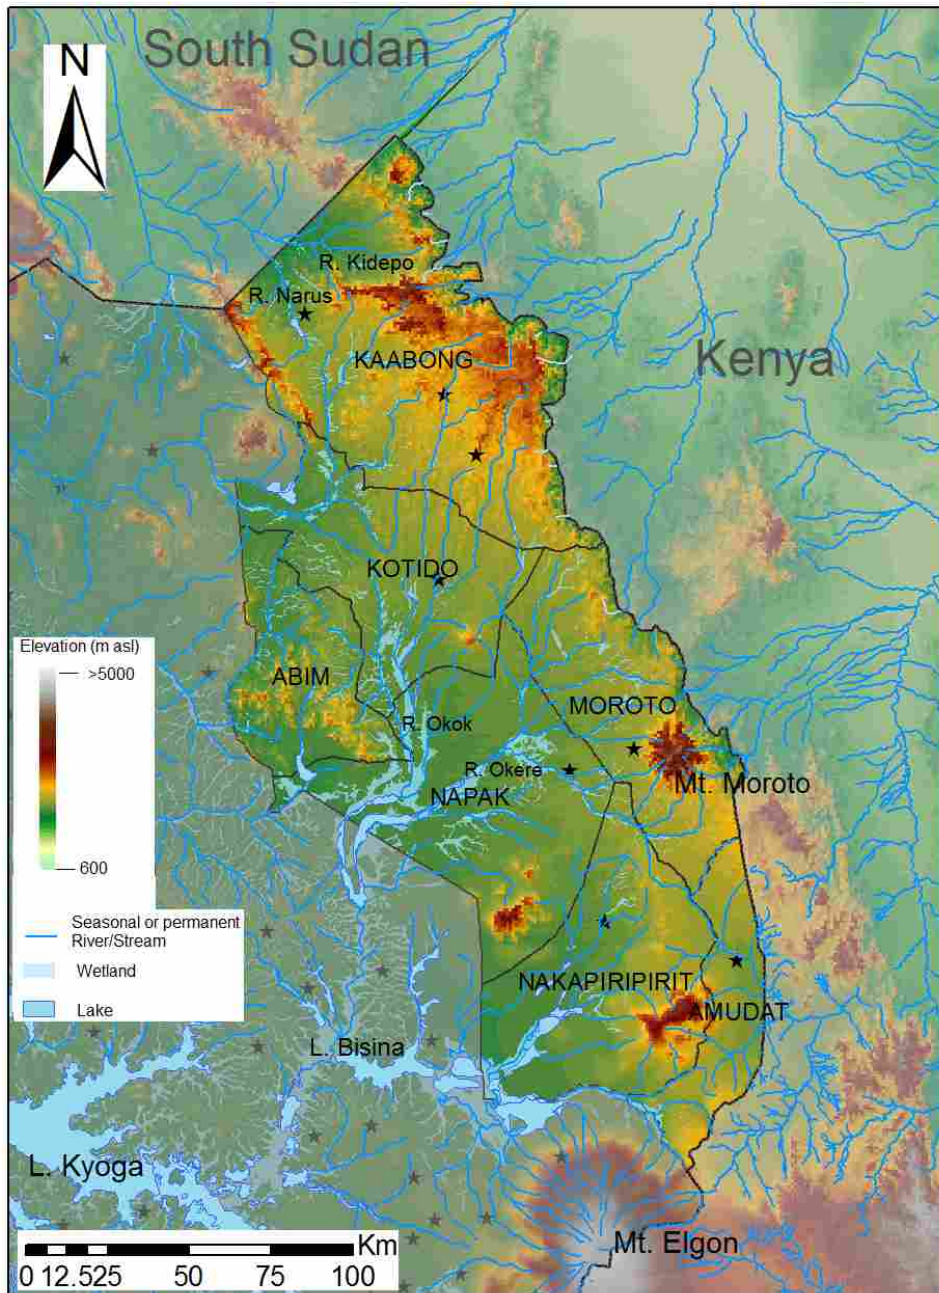 South Sudan
N
R. Kidepo
R. Narus
KAABONG
Kenya
KOTIDO
Elevation (m asl)
>5000
600
ABIM
MOROTO
R. Okok
R. Okere
Mt. Moroto
NAPAK
Seasonal or permanent
River/Stream
Wetland
Lake
NAKAPIRIPIRIT
AMUDAT
L. Bisina
L. Kyoga
Mt. Elgon
Km
0 12.525 50 75 100